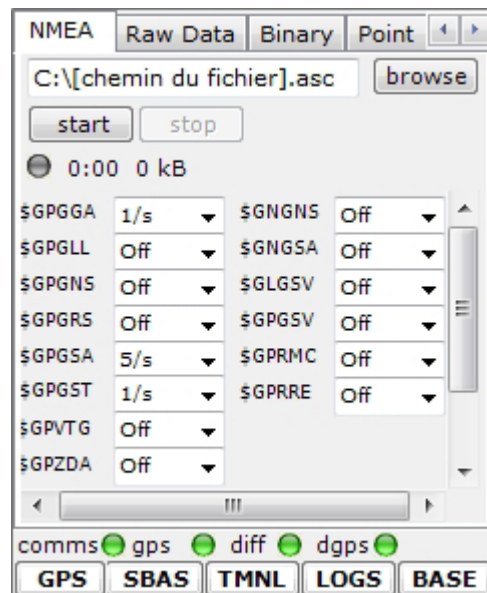 NMEA Raw Data Binary Point
C:\[chemin du fichier].asc browse
start stop
0:00 0 kB
$GPGGA 1/s $GNGNS Off
$GPGLL Off $GNGSA Off
$GPGNS Off $GLGSV Off
$GPGRS Off $GPGSV Off
$GPGSA 5/s $GPRMC Off
$GPGST 1/s $GPRRE Off
$GPVTG Off
$GPZDA Off
comms gps diff dgps
GPS SBAS TMNL LOGS BASE